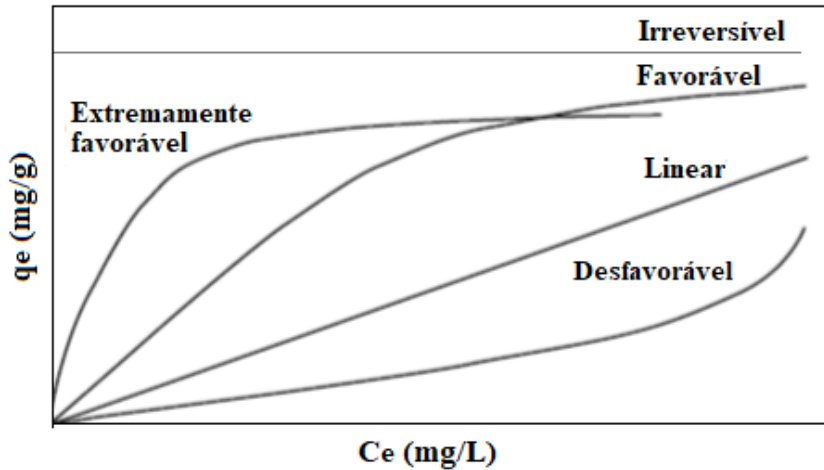 Irreversível
Favorável
Extremamente
favorável
Linear
Desfavorável
qe (mg/g)
Ce (mg/L)